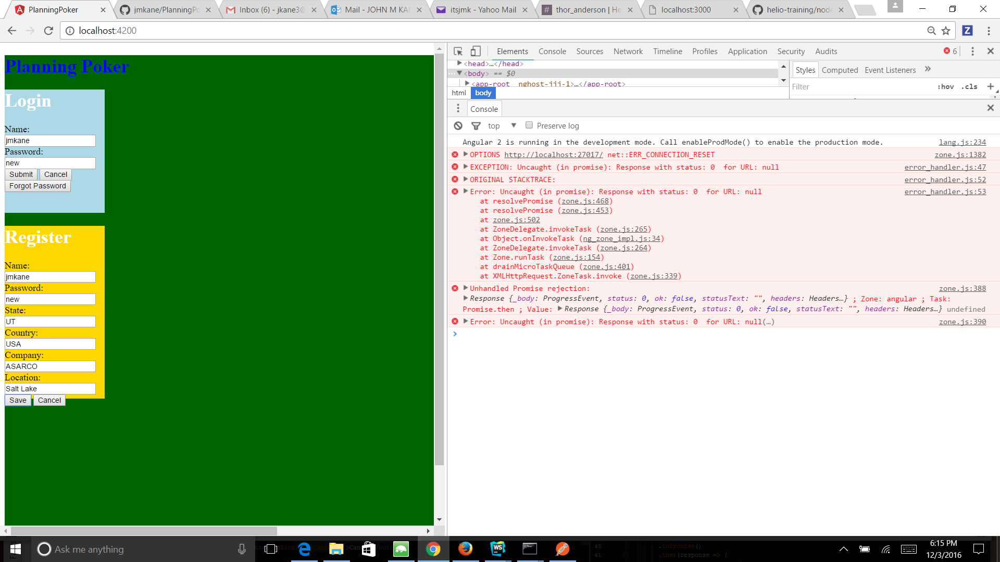 PlanningPoker
jmkane/PlanningPo
Inbox (6) - jkane3@
Mail - JOHN M KA
itsjmk - Yahoo Mail
thor_anderson | He
localhost:3000
helio-training/node
localhost:4200
Planning Poker
Login
Name:
jmkane
Password:
new
Submit Cancel
Forgot Password
Register
Name:
jmkane
Password:
new
State:
UT
Country:
USA
Company:
ASARCO
Location:
Salt Lake
Save Cancel
Elements Console Sources Network Timeline Profiles Application Security Audits 6
<head>…</head>
<body> == $0
<app-root _nghost-jij-1>…</app-root>
html body
Styles Computed Event Listeners »
Filter :hov .cls +
Console
top Preserve log
Angular 2 is running in the development mode. Call enableProdMode() to enable the production mode. lang.js:234
OPTIONS http://localhost:27017/ net::ERR_CONNECTION_RESET zone.js:1382
EXCEPTION: Uncaught (in promise): Response with status: 0 for URL: null error_handler.js:47
ORIGINAL STACKTRACE: error_handler.js:52
Error: Uncaught (in promise): Response with status: 0 for URL: null error_handler.js:53
at resolvePromise (zone.js:468)
at resolvePromise (zone.js:453)
at zone.js:502
at ZoneDelegate.invokeTask (zone.js:265)
at Object.onInvokeTask (ng_zone_impl.js:34)
at ZoneDelegate.invokeTask (zone.js:264)
at Zone.runTask (zone.js:154)
at drainMicroTaskQueue (zone.js:401)
at XMLHttpRequest.ZoneTask.invoke (zone.js:339)
Unhandled Promise rejection: zone.js:388
Response {_body: ProgressEvent, status: 0, ok: false, statusText: "", headers: Headers…} ; Zone: angular ; Task:
Promise.then ; Value: Response {_body: ProgressEvent, status: 0, ok: false, statusText: "", headers: Headers…} undefined
Error: Uncaught (in promise): Response with status: 0 for URL: null(…) zone.js:390
Ask me anything
WS
40 .toPromise()
41 .then(response => {
6:15 PM
12/3/2016